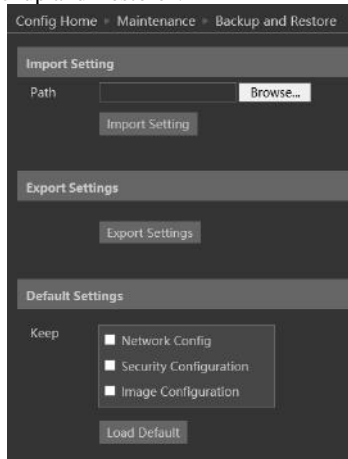 Config Home ▸ Maintenance ▸ Backup and Restore
Import Setting
Path
Browse...
Import Setting
Export Settings
Export Settings
Default Settings
Keep
Network Config
Security Configuration
Image Configuration
Load Default